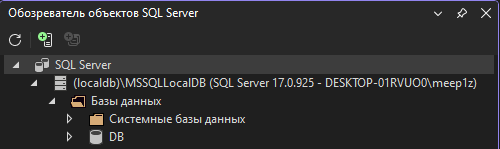 Обозреватель объектов SQL Server
SQL Server
(localdb)\MSSQLLocalDB (SQL Server 17.0.925 - DESKTOP-01RVUO0\meep1z)
Базы данных
Системные базы данных
DB